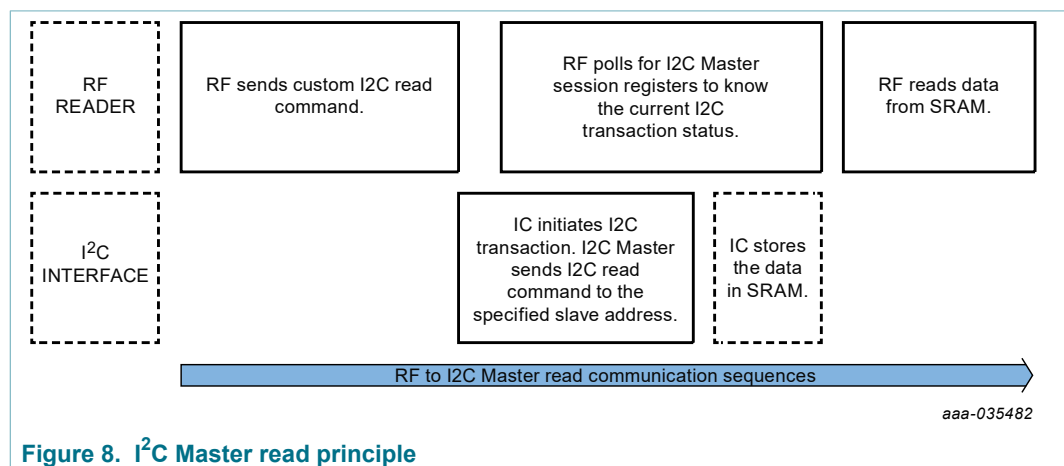 RF
READER
RF sends custom I2C read
command.
RF polls for I2C Master
session registers to know
the current I2C
transaction status.
RF reads data
from SRAM.
I2C
INTERFACE
IC initiates I2C
transaction. I2C Master
sends I2C read
command to the
specified slave address.
IC stores
the data
in SRAM.
RF to I2C Master read communication sequences
aaa-035482
Figure 8. I2C Master read principle